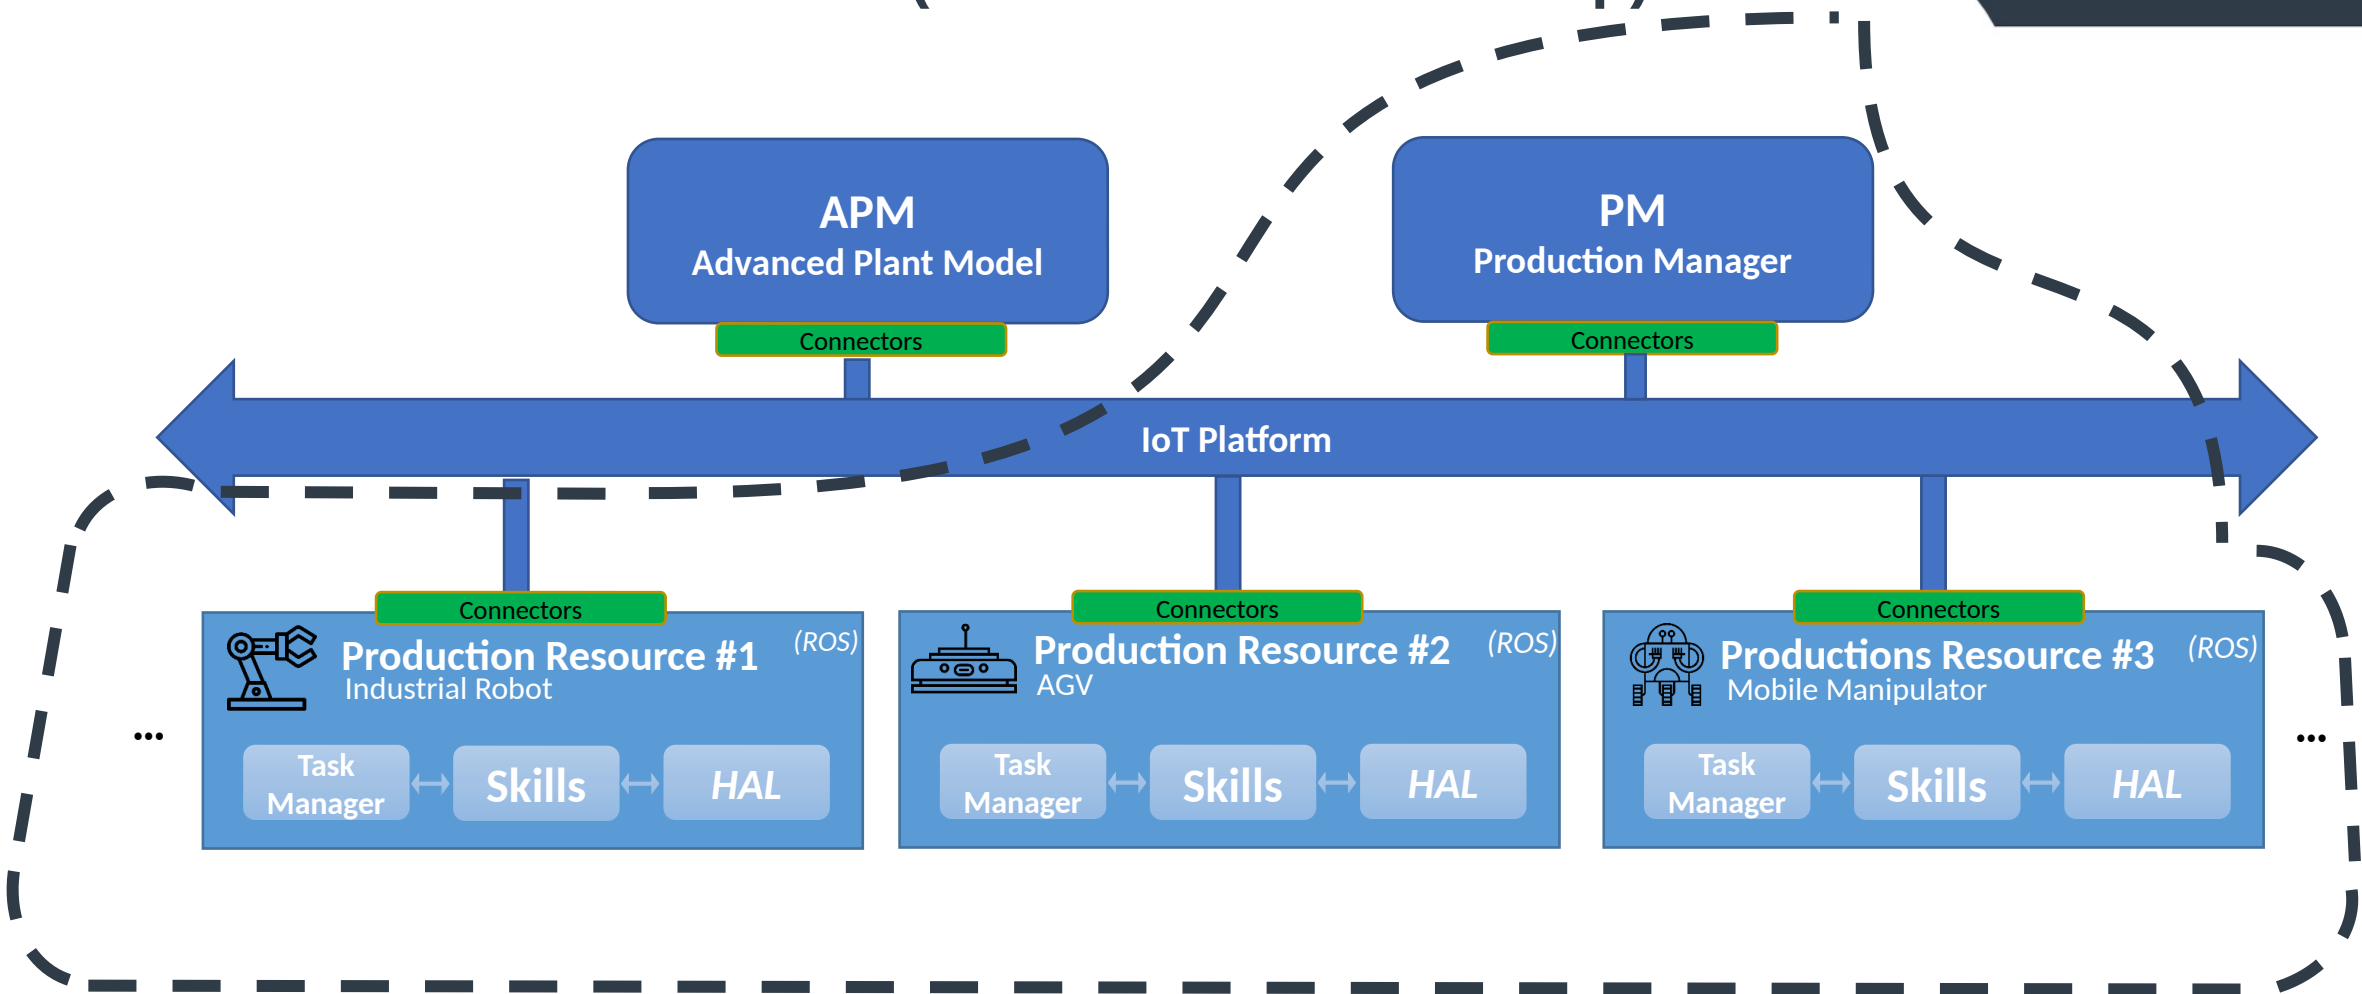 APM
Advanced Plant Model
Connectors
PM
Production Manager
Connectors
IoT Platform
Connectors
Production Resource #1
(ROS)
Industrial Robot
Task
Manager
Skills
HAL
Connectors
Production Resource #2
(ROS)
AGV
Task
Manager
Skills
HAL
Connectors
Productions Resource #3
(ROS)
Mobile Manipulator
Task
Manager
Skills
HAL
...
...